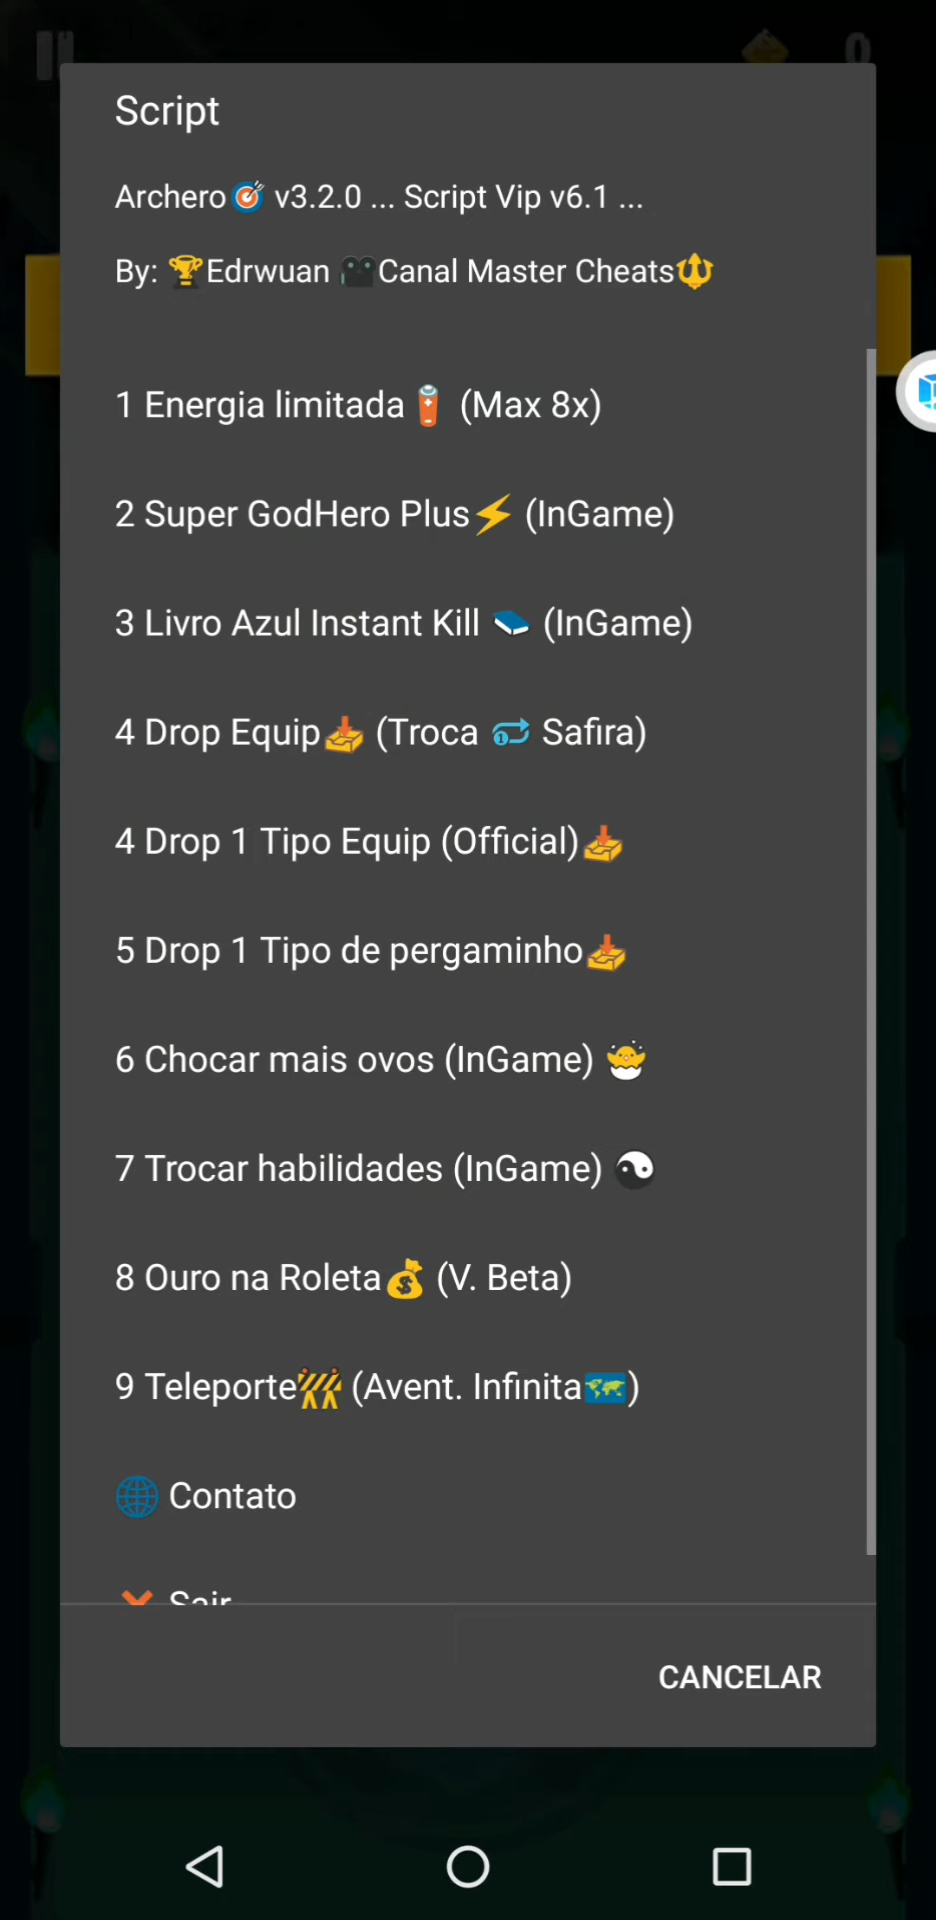 0
Script
Archero🎯 v3.2.0 ... Script Vip v6.1 ...
By: 🏆Edrwuan 🎥Canal Master Cheats🔱
1 Energia limitada🔋 (Max 8x)
2 Super GodHero Plus⚡ (InGame)
3 Livro Azul Instant Kill 📘 (InGame)
4 Drop Equip📥 (Troca 🔂 Safira)
4 Drop 1 Tipo Equip (Official)📥
5 Drop 1 Tipo de pergaminho📥
6 Chocar mais ovos (InGame) 🐣
7 Trocar habilidades (InGame) ☯
8 Ouro na Roleta💰 (V. Beta)
9 Teleporte🚧 (Avent. Infinita🗺)
🌐 Contato
❌ Sair
CANCELAR